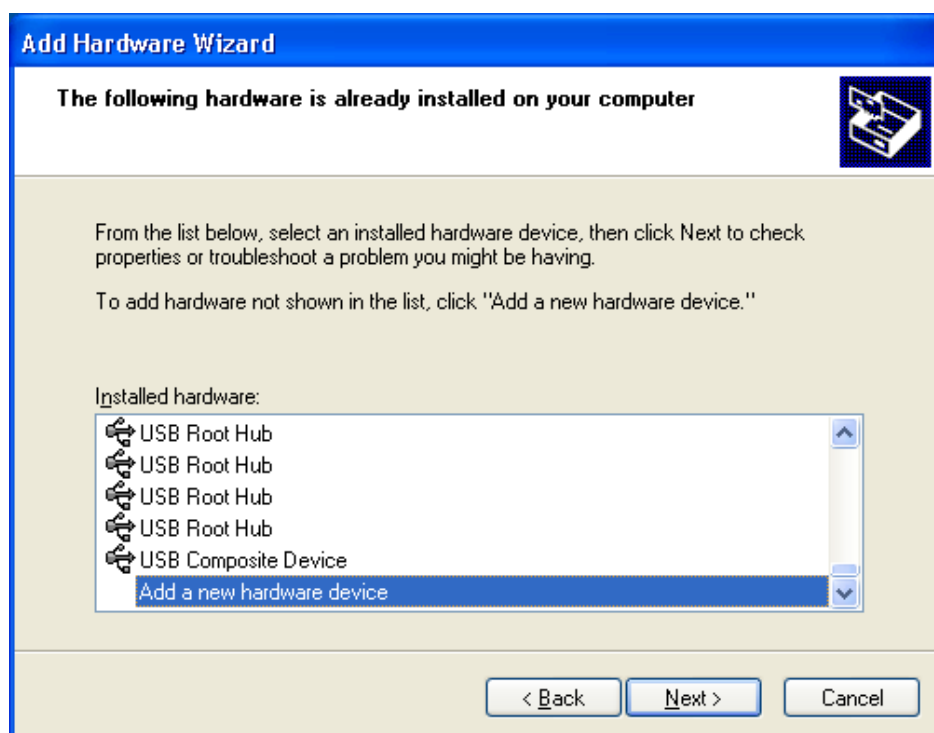 Add Hardware Wizard
The following hardware is already installed on your computer
From the list below, select an installed hardware device, then click Next to check
properties or troubleshoot a problem you might be having.
To add hardware not shown in the list, click "Add a new hardware device."
Installed hardware:
USB Root Hub
USB Root Hub
USB Root Hub
USB Root Hub
USB Composite Device
Add a new hardware device
< Back Next > Cancel